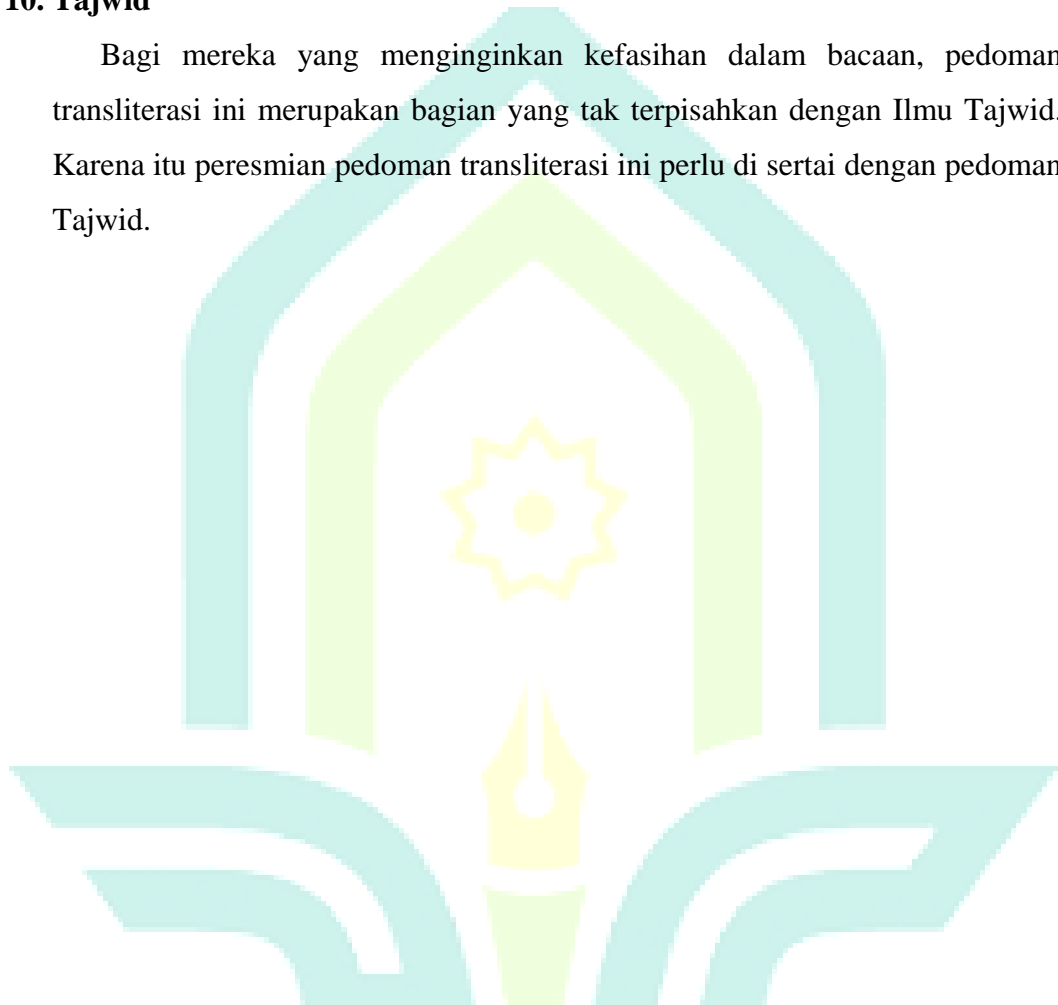 10. Tajwid
Bagi mereka yang menginginkan kefasihan dalam bacaan, pedoman
transliterasi ini merupakan bagian yang tak terpisahkan dengan Ilmu Tajwid.
Karena itu peresmian pedoman transliterasi ini perlu di sertai dengan pedoman
Tajwid.